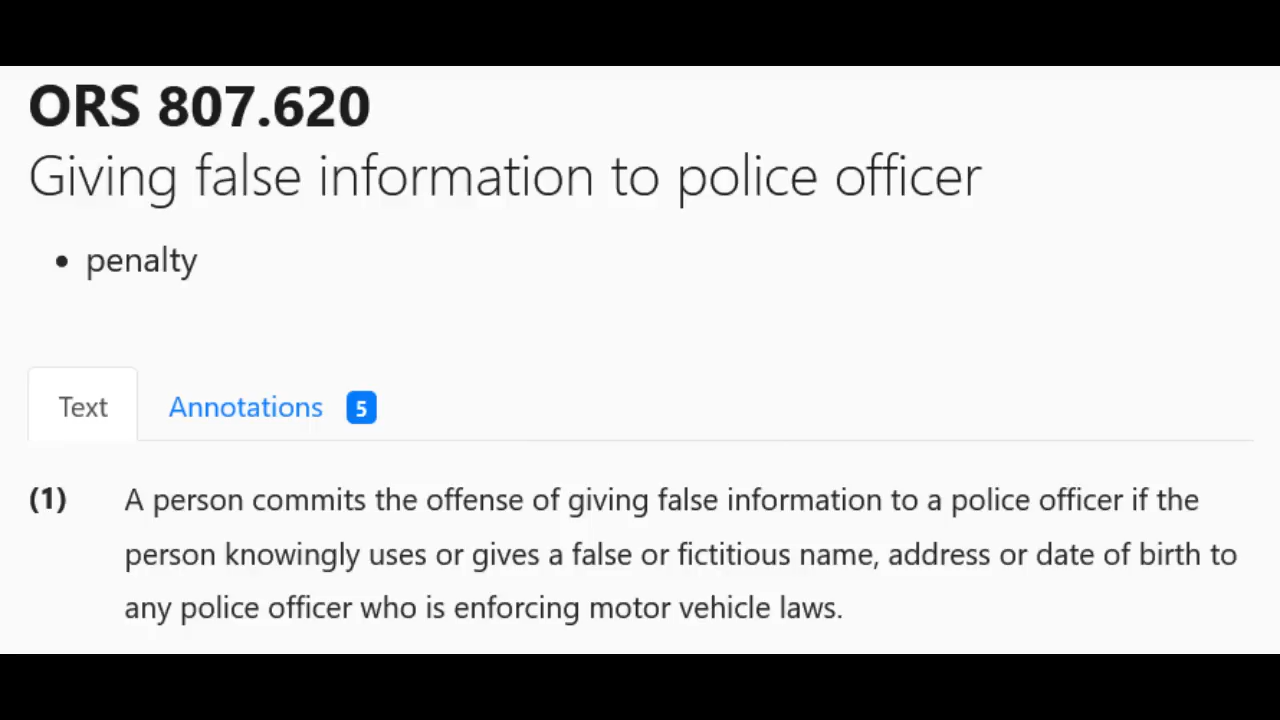 ORS 807.620
Giving false information to police officer
• penalty
Text Annotations 5
(1) A person commits the offense of giving false information to a police officer if the
person knowingly uses or gives a false or fictitious name, address or date of birth to
any police officer who is enforcing motor vehicle laws.